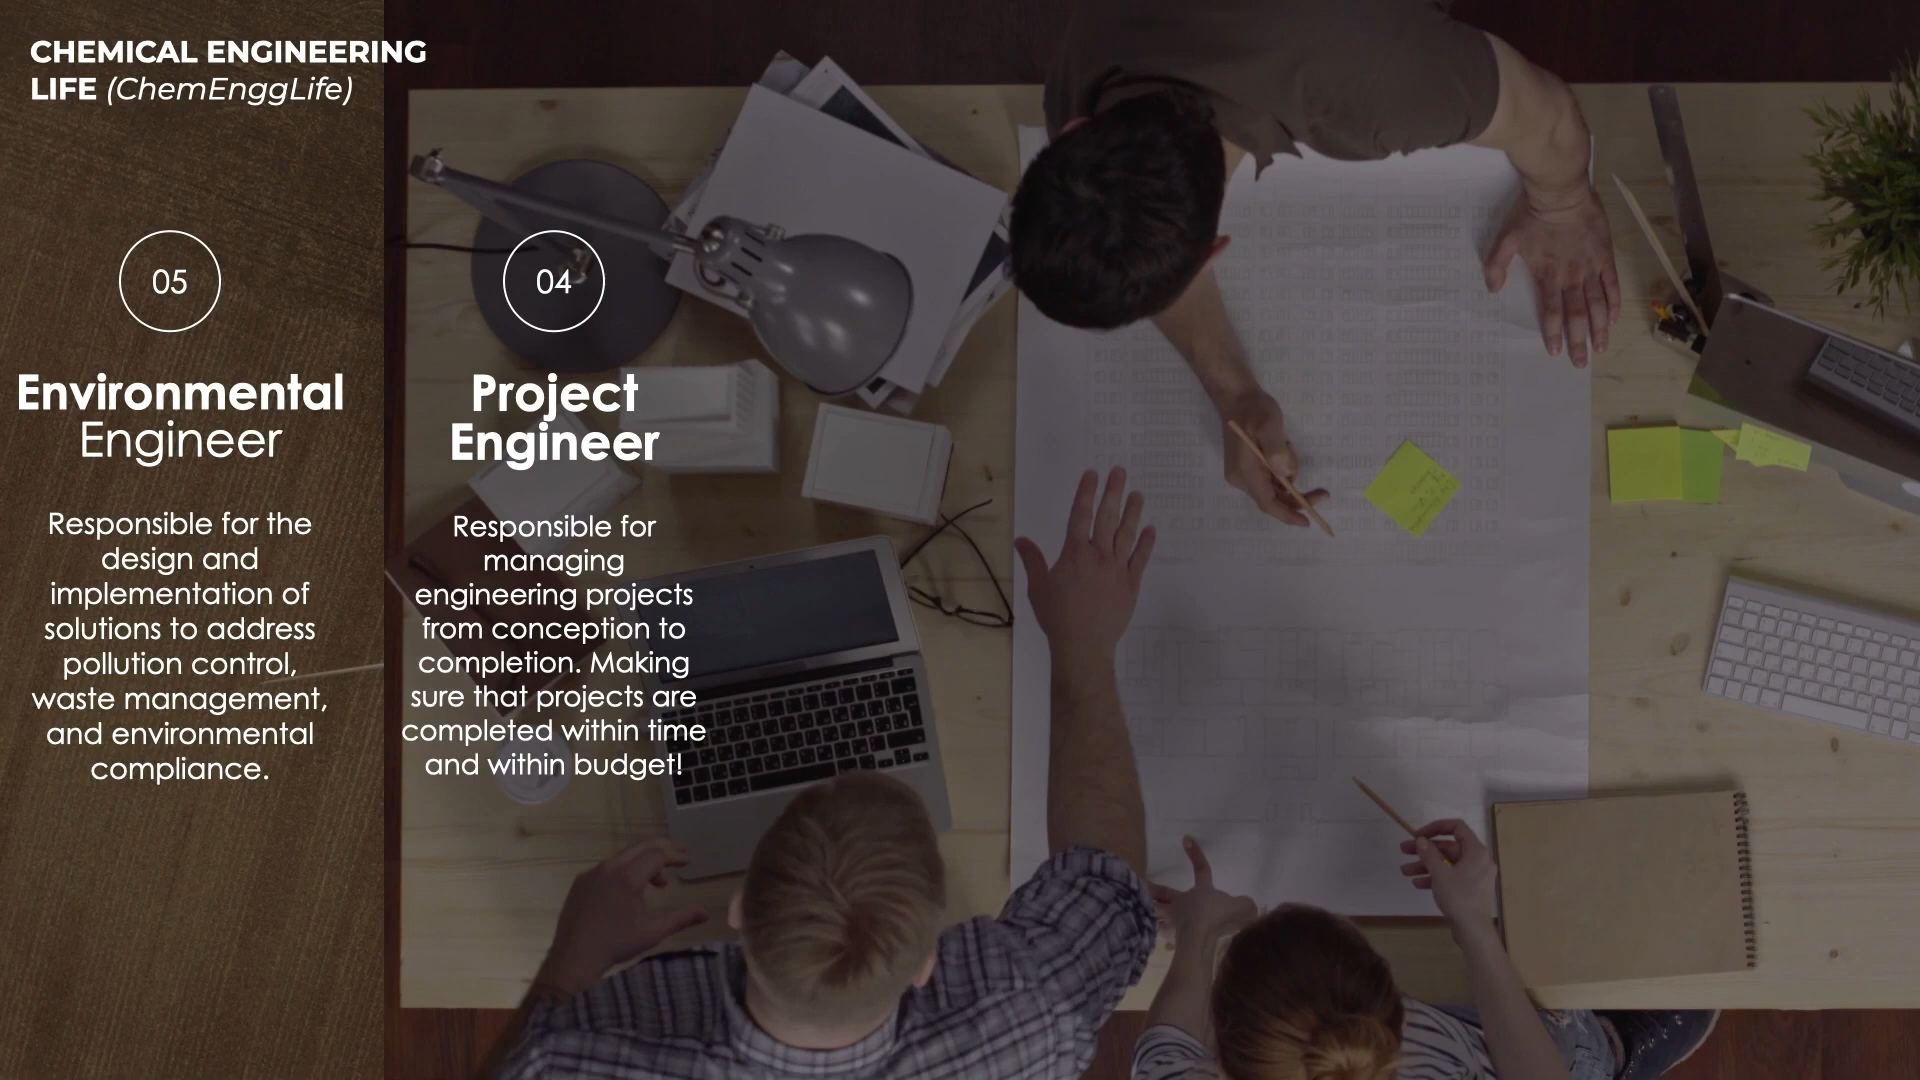 CHEMICAL ENGINEERING
LIFE (ChemEnggLife)
05
Environmental
Engineer
Responsible for the
design and
implementation of
solutions to address
pollution control,
waste management,
and environmental
compliance.
04
Project
Engineer
Responsible for
managing
engineering projects
from conception to
completion. Making
sure that projects are
completed within time
and within budget!